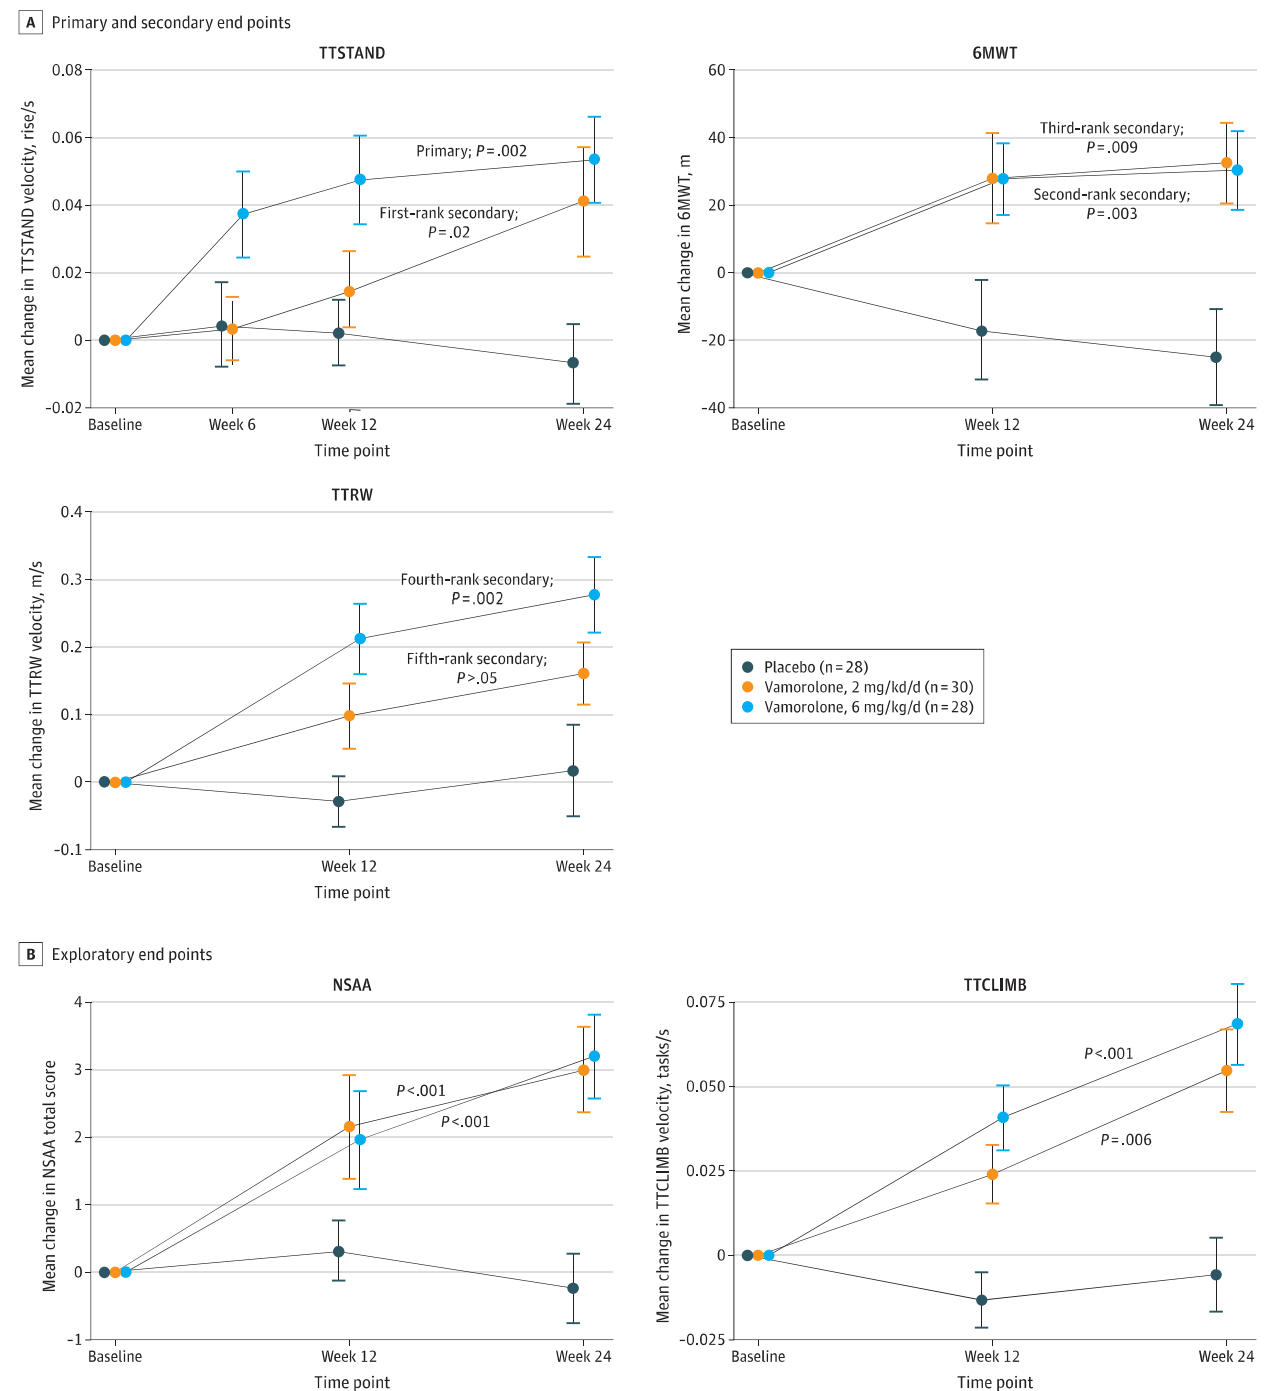 A Primary and secondary end points
TTSTAND
Mean change in TTSTAND velocity, rise/s
0.08
0.06
0.04
0.02
0
-0.02
Primary; P=.002
First-rank secondary;
P=.02
Baseline
Week 6
Week 12
Week 24
Time point
6MWT
Mean change in 6MWT, m
60
40
20
0
-20
-40
Third-rank secondary;
P=.009
Second-rank secondary;
P=.003
Baseline
Week 12
Week 24
Time point
TTRW
Mean change in TTRW velocity, m/s
0.4
0.3
0.2
0.1
0
-0.1
Fourth-rank secondary;
P=.002
Fifth-rank secondary;
P>.05
Baseline
Week 12
Week 24
Time point
Placebo (n=28)
Vamorolone, 2 mg/kd/d (n=30)
Vamorolone, 6 mg/kg/d (n=28)
B Exploratory end points
NSAA
Mean change in NSAA total score
4
3
2
1
0
-1
P<.001
P<.001
Baseline
Week 12
Week 24
Time point
TTCLIMB
Mean change in TTCLIMB velocity, tasks/s
0.075
0.050
0.025
0
-0.025
P<.001
P=.006
Baseline
Week 12
Week 24
Time point